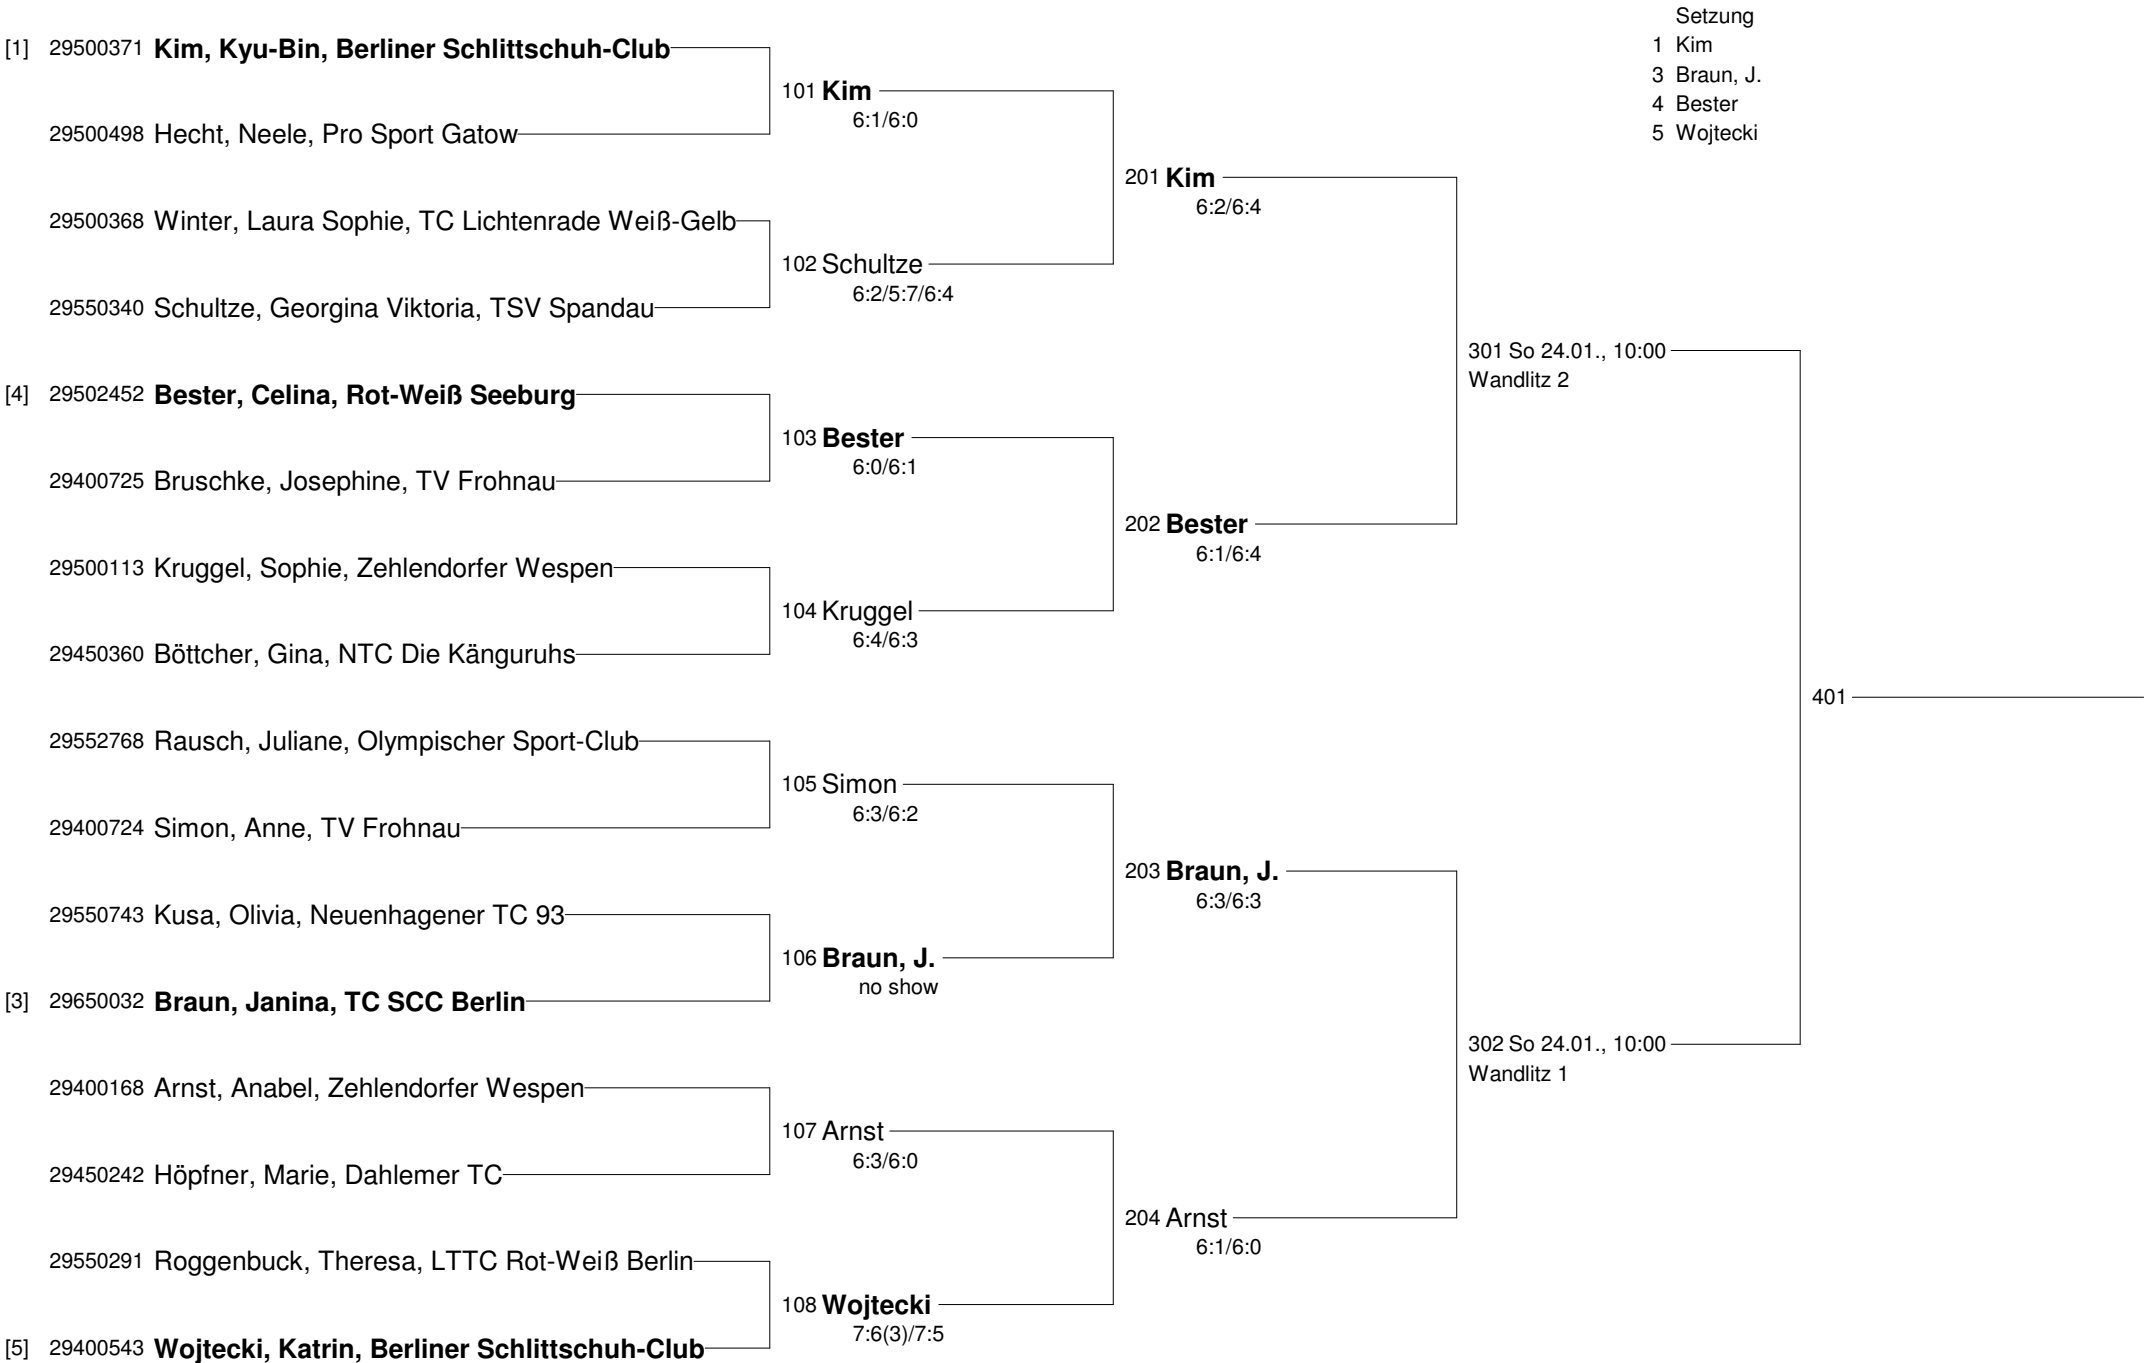 Setzung
1 Kim
3 Braun, J.
4 Bester
5 Wojtecki
[1] 29500371 Kim, Kyu-Bin, Berliner Schlittschuh-Club
101 Kim
6:1/6:0
29500498 Hecht, Neele, Pro Sport Gatow
201 Kim
6:2/6:4
29500368 Winter, Laura Sophie, TC Lichtenrade Weiß-Gelb
102 Schultze
6:2/5:7/6:4
29550340 Schultze, Georgina Viktoria, TSV Spandau
301 So 24.01., 10:00
Wandlitz 2
[4] 29502452 Bester, Celina, Rot-Weiß Seeburg
103 Bester
6:0/6:1
29400725 Bruschke, Josephine, TV Frohnau
202 Bester
6:1/6:4
29500113 Kruggel, Sophie, Zehlendorfer Wespen
104 Kruggel
6:4/6:3
29450360 Böttcher, Gina, NTC Die Känguruhs
401
29552768 Rausch, Juliane, Olympischer Sport-Club
105 Simon
6:3/6:2
29400724 Simon, Anne, TV Frohnau
203 Braun, J.
6:3/6:3
29550743 Kusa, Olivia, Neuenhagener TC 93
106 Braun, J.
no show
[3] 29650032 Braun, Janina, TC SCC Berlin
302 So 24.01., 10:00
Wandlitz 1
29400168 Arnst, Anabel, Zehlendorfer Wespen
107 Arnst
6:3/6:0
29450242 Höpfner, Marie, Dahlemer TC
204 Arnst
6:1/6:0
29550291 Roggenbuck, Theresa, LTTC Rot-Weiß Berlin
108 Wojtecki
7:6(3)/7:5
[5] 29400543 Wojtecki, Katrin, Berliner Schlittschuh-Club